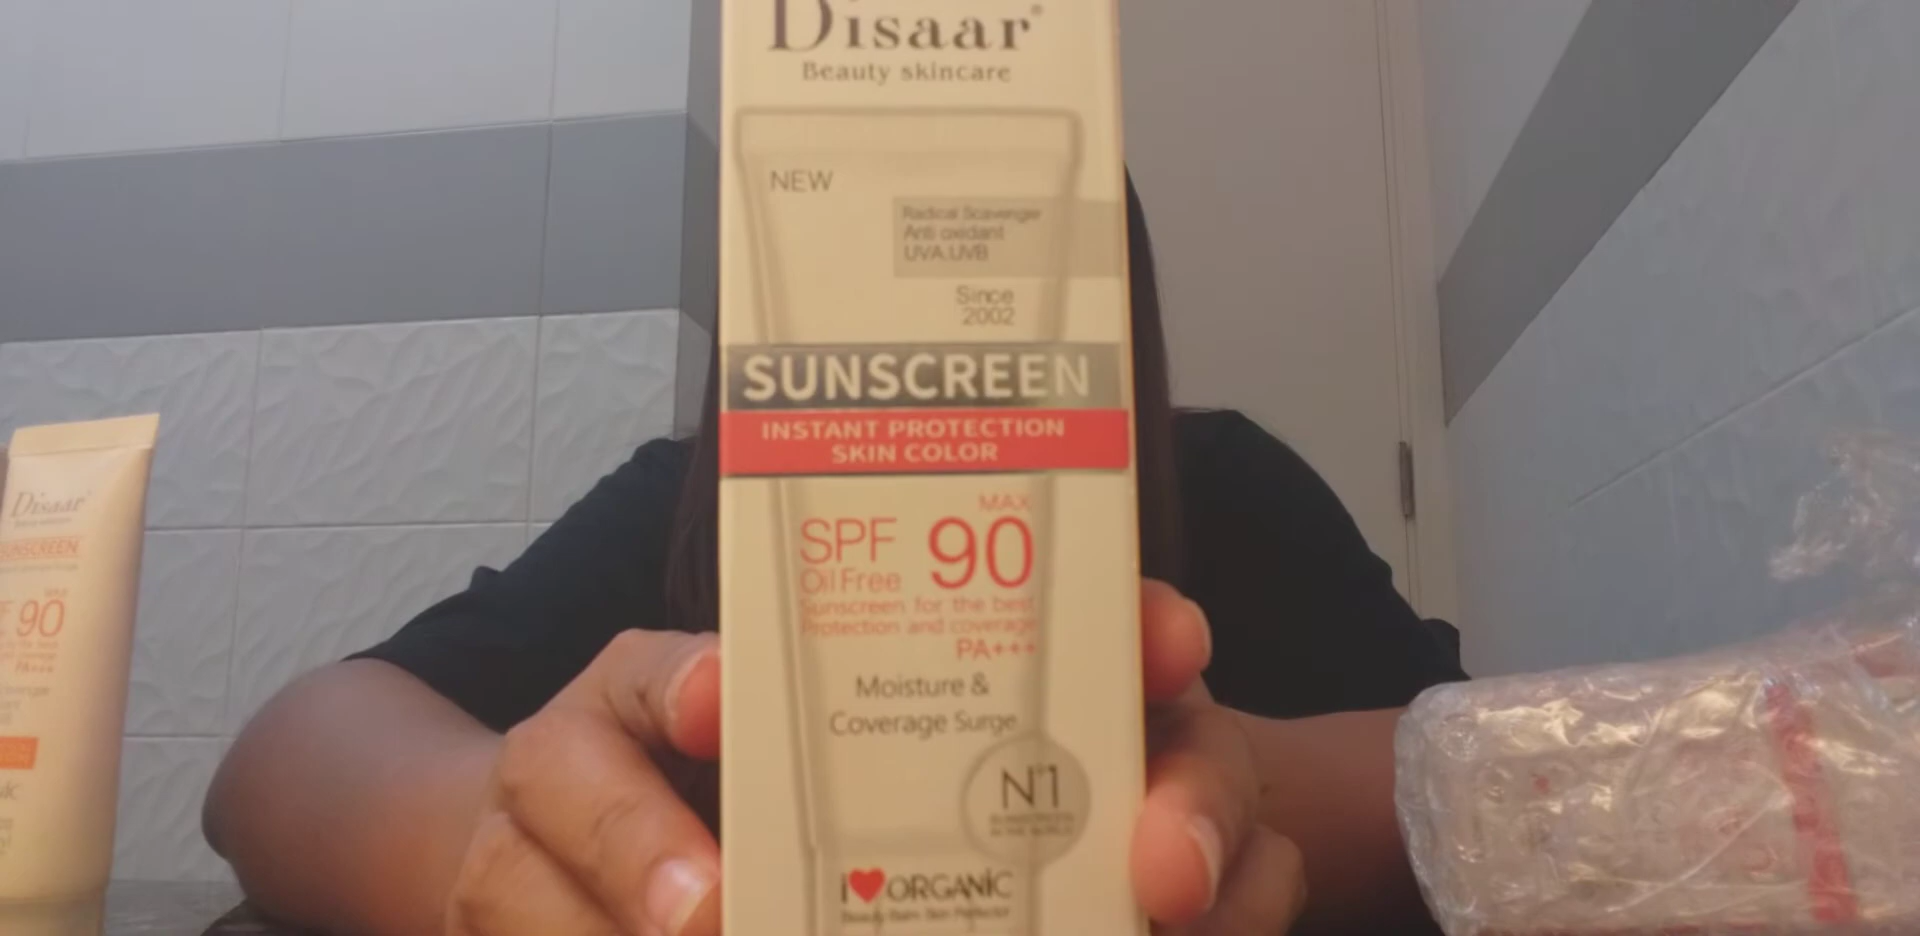 Disaar
Beauty skincare
NEW
Radical Scavenger
Anti oxidant
UVA.UVB
Since
2002
SUNSCREEN
INSTANT PROTECTION
SKIN COLOR
MAX
SPF 90
Oil Free
Sunscreen for the best
Protection and coverage
PA+++
Moisture &
Coverage Surge
N°1
I ❤ ORGANIC
Disaar
SUNSCREEN
90
PA+++